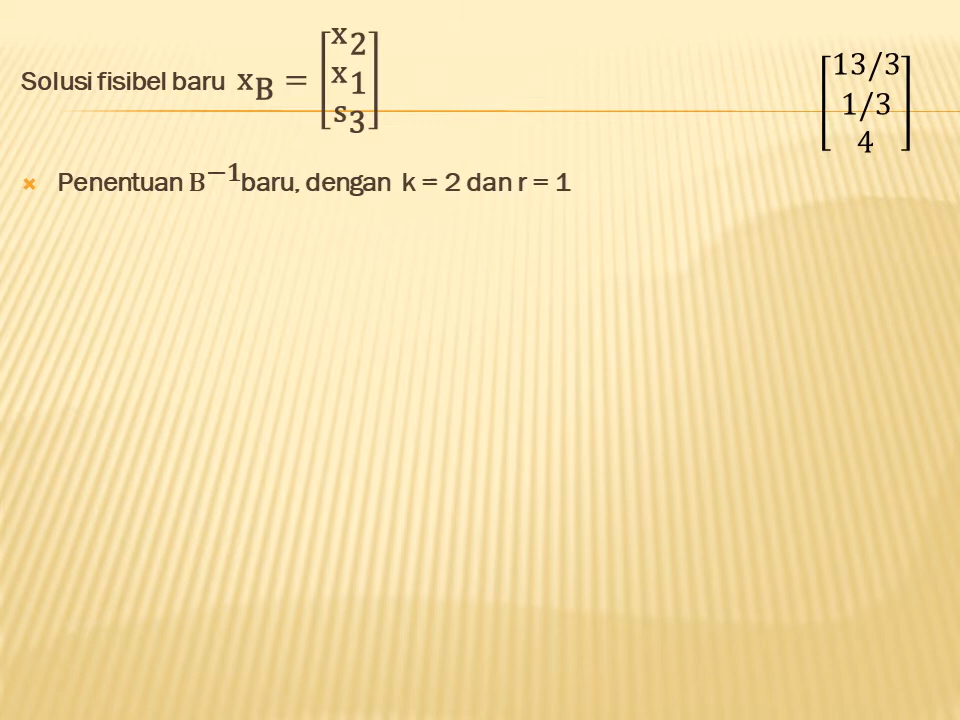 Solusi fisibel baru x_B = [x_2 x_1 s_3]
[13/3 1/3 4]
Penentuan B^−1 baru, dengan k = 2 dan r = 1